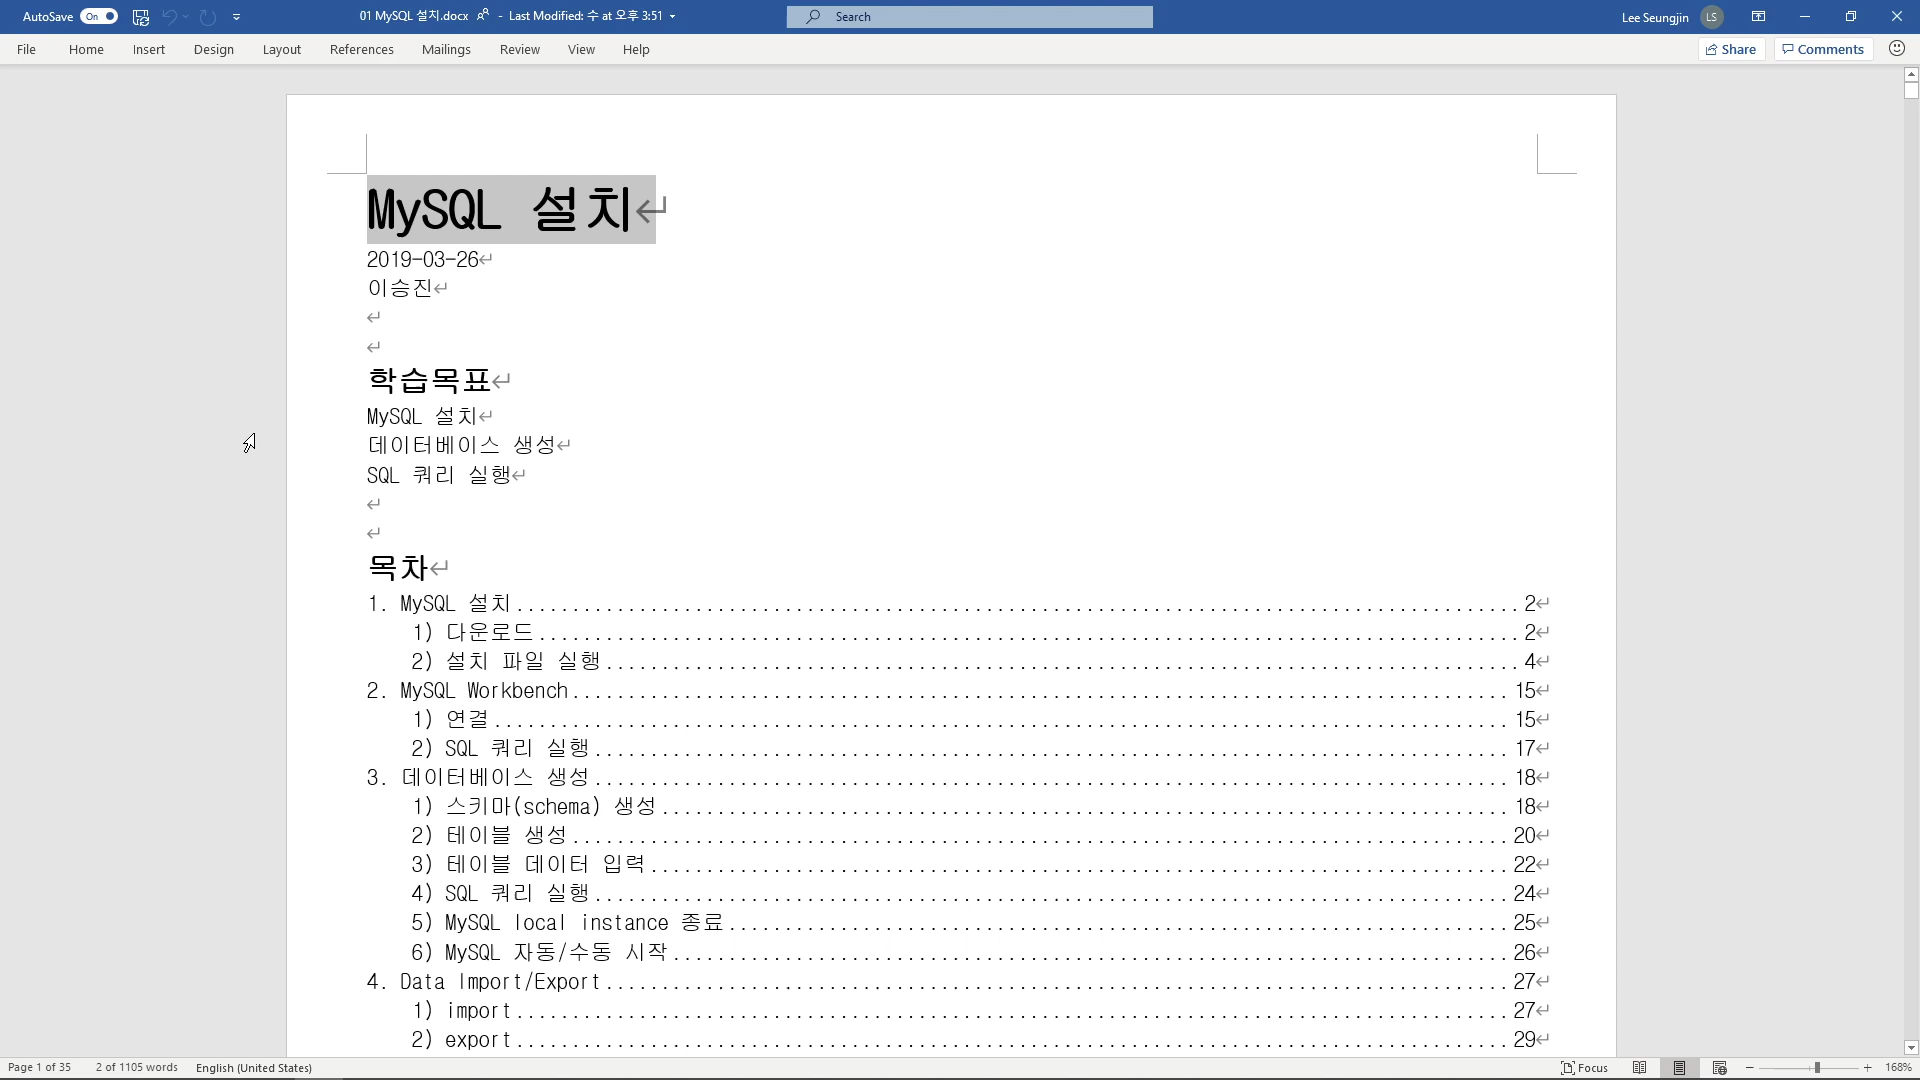 AutoSave On 01 MySQL 설치.docx - Last Modified: 수 at 오후 3:51 Search Lee Seungjin LS
File Home Insert Design Layout References Mailings Review View Help Share Comments
MySQL 설치
2019-03-26
이승진
학습목표
MySQL 설치
데이터베이스 생성
SQL 쿼리 실행
목차
1. MySQL 설치 2
1) 다운로드 2
2) 설치 파일 실행 4
2. MySQL Workbench 15
1) 연결 15
2) SQL 쿼리 실행 17
3. 데이터베이스 생성 18
1) 스키마(schema) 생성 18
2) 테이블 생성 20
3) 테이블 데이터 입력 22
4) SQL 쿼리 실행 24
5) MySQL local instance 종료 25
6) MySQL 자동/수동 시작 26
4. Data Import/Export 27
1) import 27
2) export 29
Page 1 of 35 2 of 1105 words English (United States) Focus 168%